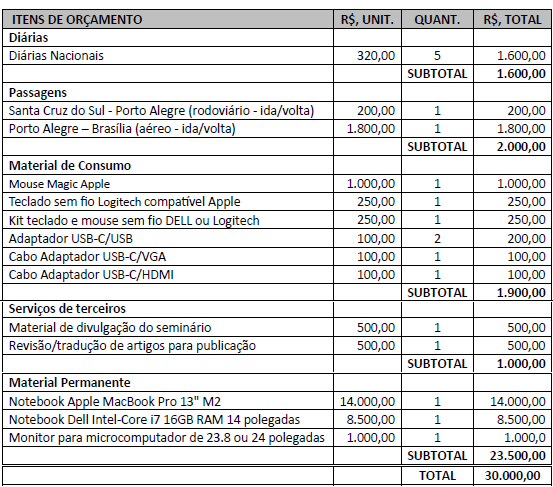 ITENS DE ORÇAMENTO R$, UNIT. QUANT. R$, TOTAL
Diárias
Diárias Nacionais 320,00 5 1.600,00
SUBTOTAL 1.600,00
Passagens
Santa Cruz do Sul - Porto Alegre (rodoviário - ida/volta) 200,00 1 200,00
Porto Alegre – Brasília (aéreo - ida/volta) 1.800,00 1 1.800,00
SUBTOTAL 2.000,00
Material de Consumo
Mouse Magic Apple 1.000,00 1 1.000,00
Teclado sem fio Logitech compatível Apple 250,00 1 250,00
Kit teclado e mouse sem fio DELL ou Logitech 250,00 1 250,00
Adaptador USB-C/USB 100,00 2 200,00
Cabo Adaptador USB-C/VGA 100,00 1 100,00
Cabo Adaptador USB-C/HDMI 100,00 1 100,00
SUBTOTAL 1.900,00
Serviços de terceiros
Material de divulgação do seminário 500,00 1 500,00
Revisão/tradução de artigos para publicação 500,00 1 500,00
SUBTOTAL 1.000,00
Material Permanente
Notebook Apple MacBook Pro 13" M2 14.000,00 1 14.000,00
Notebook Dell Intel-Core i7 16GB RAM 14 polegadas 8.500,00 1 8.500,00
Monitor para microcomputador de 23.8 ou 24 polegadas 1.000,00 1 1.000,0
SUBTOTAL 23.500,00
TOTAL 30.000,00